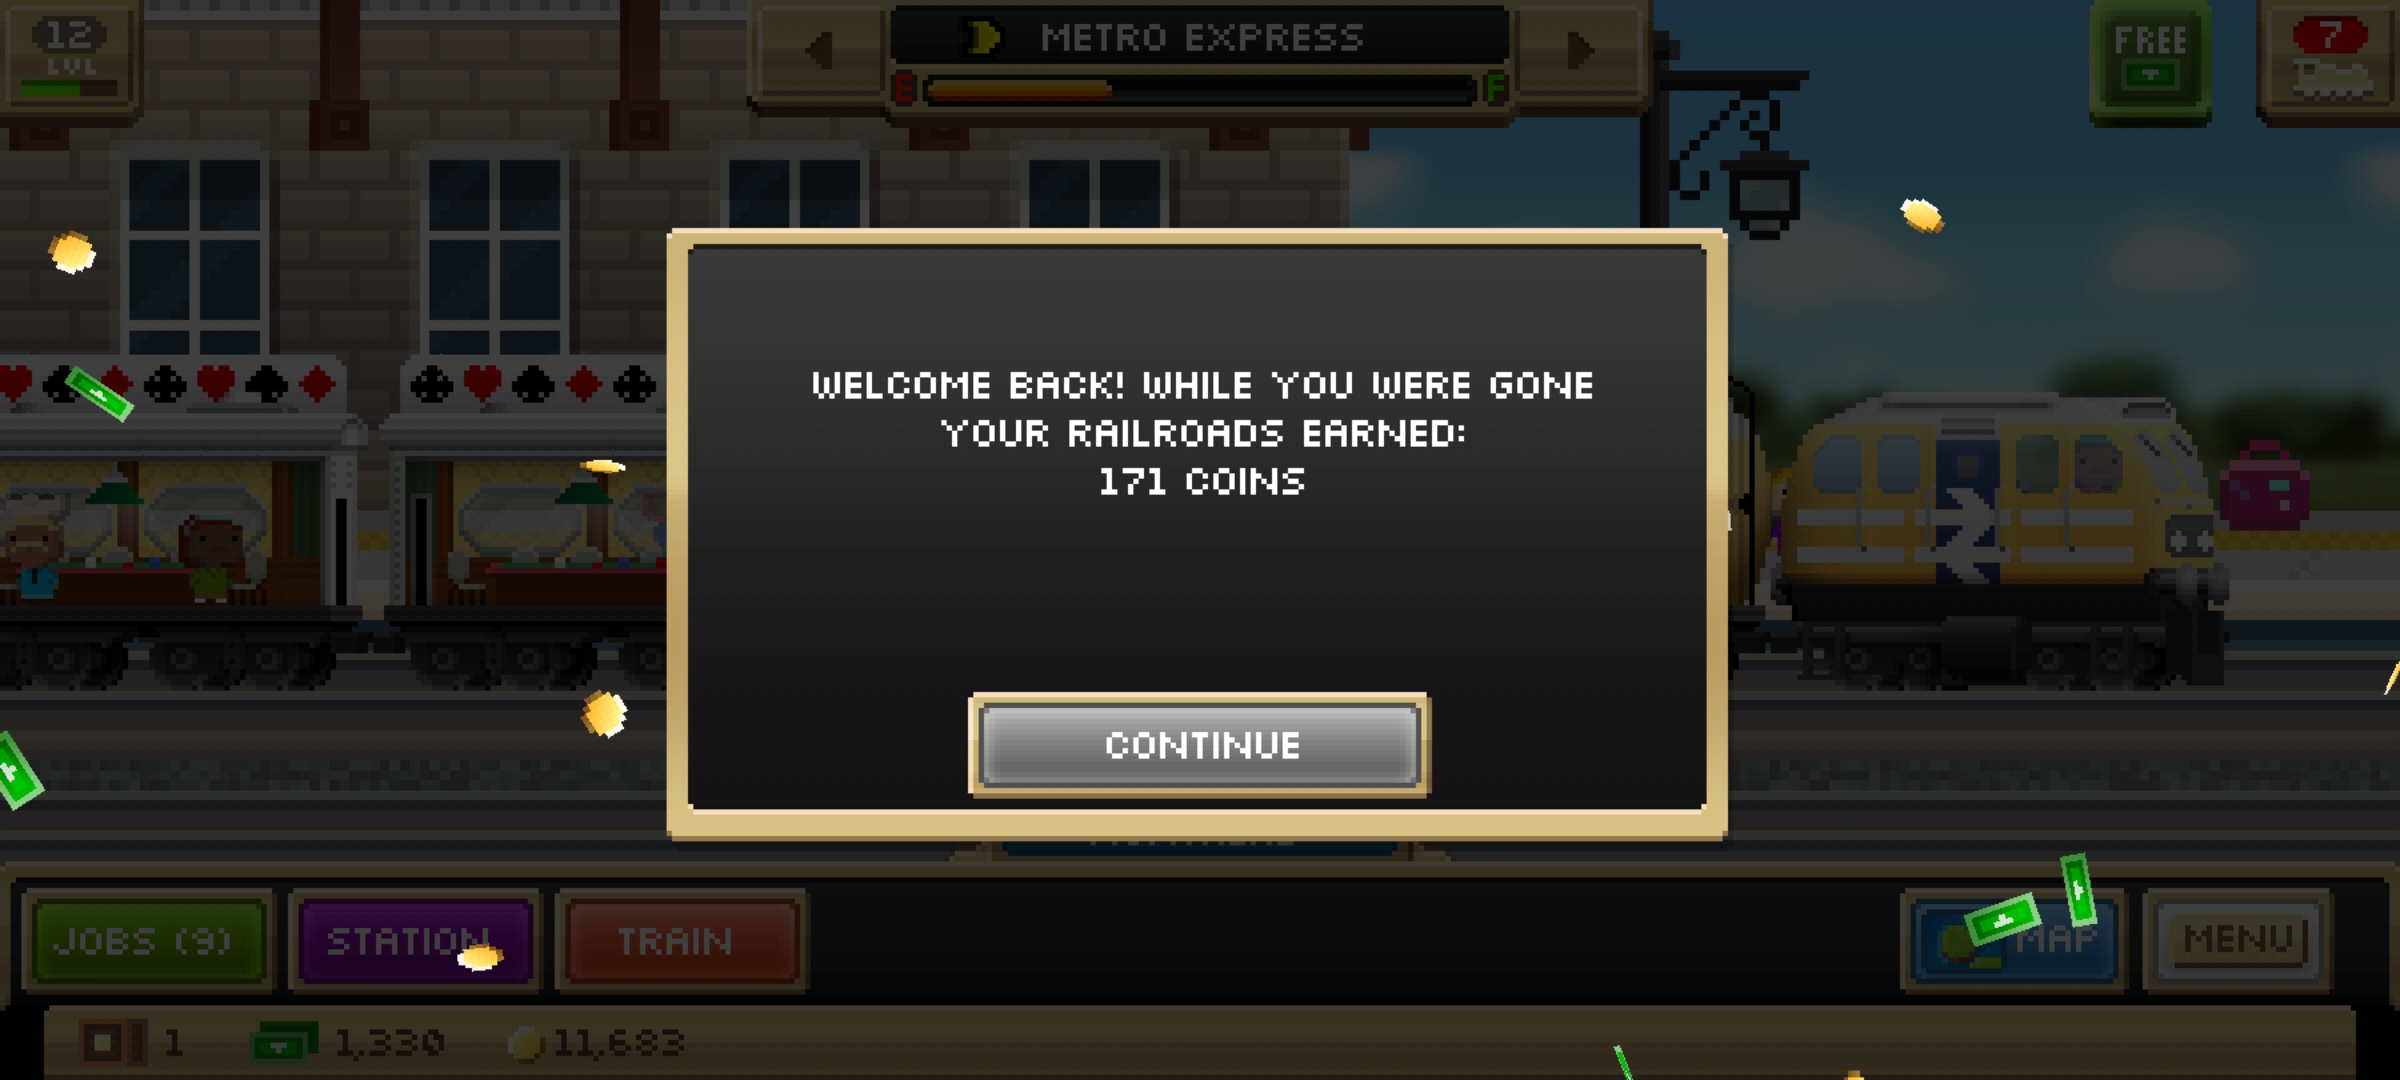 12
LVL
METRO EXPRESS
E F
FREE
7
WELCOME BACK! WHILE YOU WERE GONE
YOUR RAILROADS EARNED:
171 COINS
CONTINUE
JOBS (9)
STATION
TRAIN
MAP
MENU
1
1,330
11,683